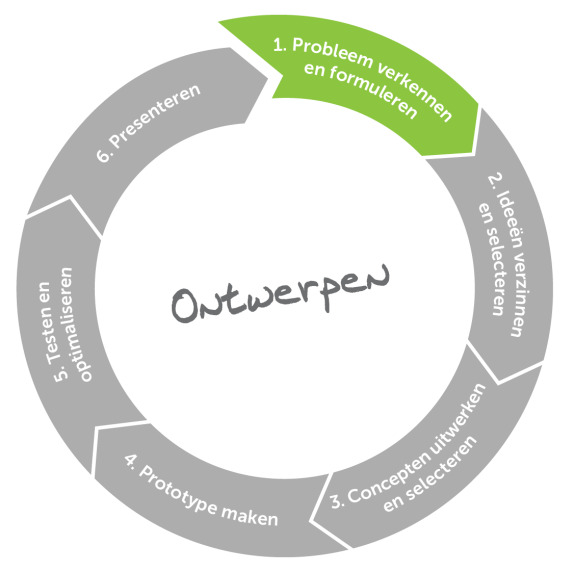 1. Probleem verkennen
en formuleren
2. Ideeën verzinnen
en selecteren
3. Concepten uitwerken
en selecteren
4. Prototype maken
5. Testen en
optimaliseren
6. Presenteren
Ontwerpen